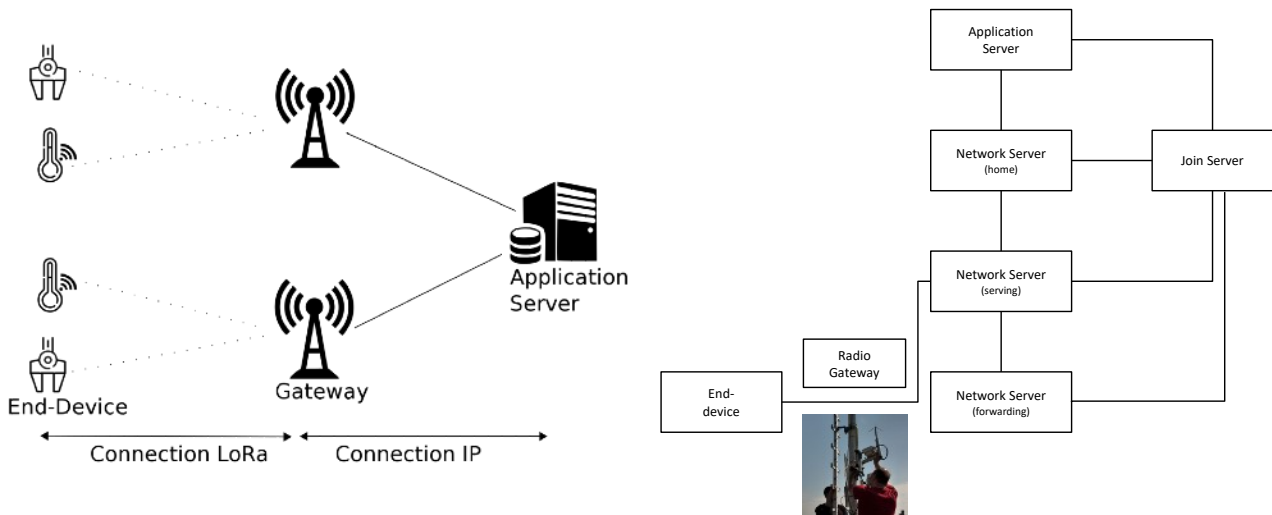 Application
Server
End-Device
Gateway
Connection LoRa
Connection IP
Application
Server
Network Server
(home)
Join Server
Network Server
(serving)
Radio
Gateway
End-
device
Network Server
(forwarding)